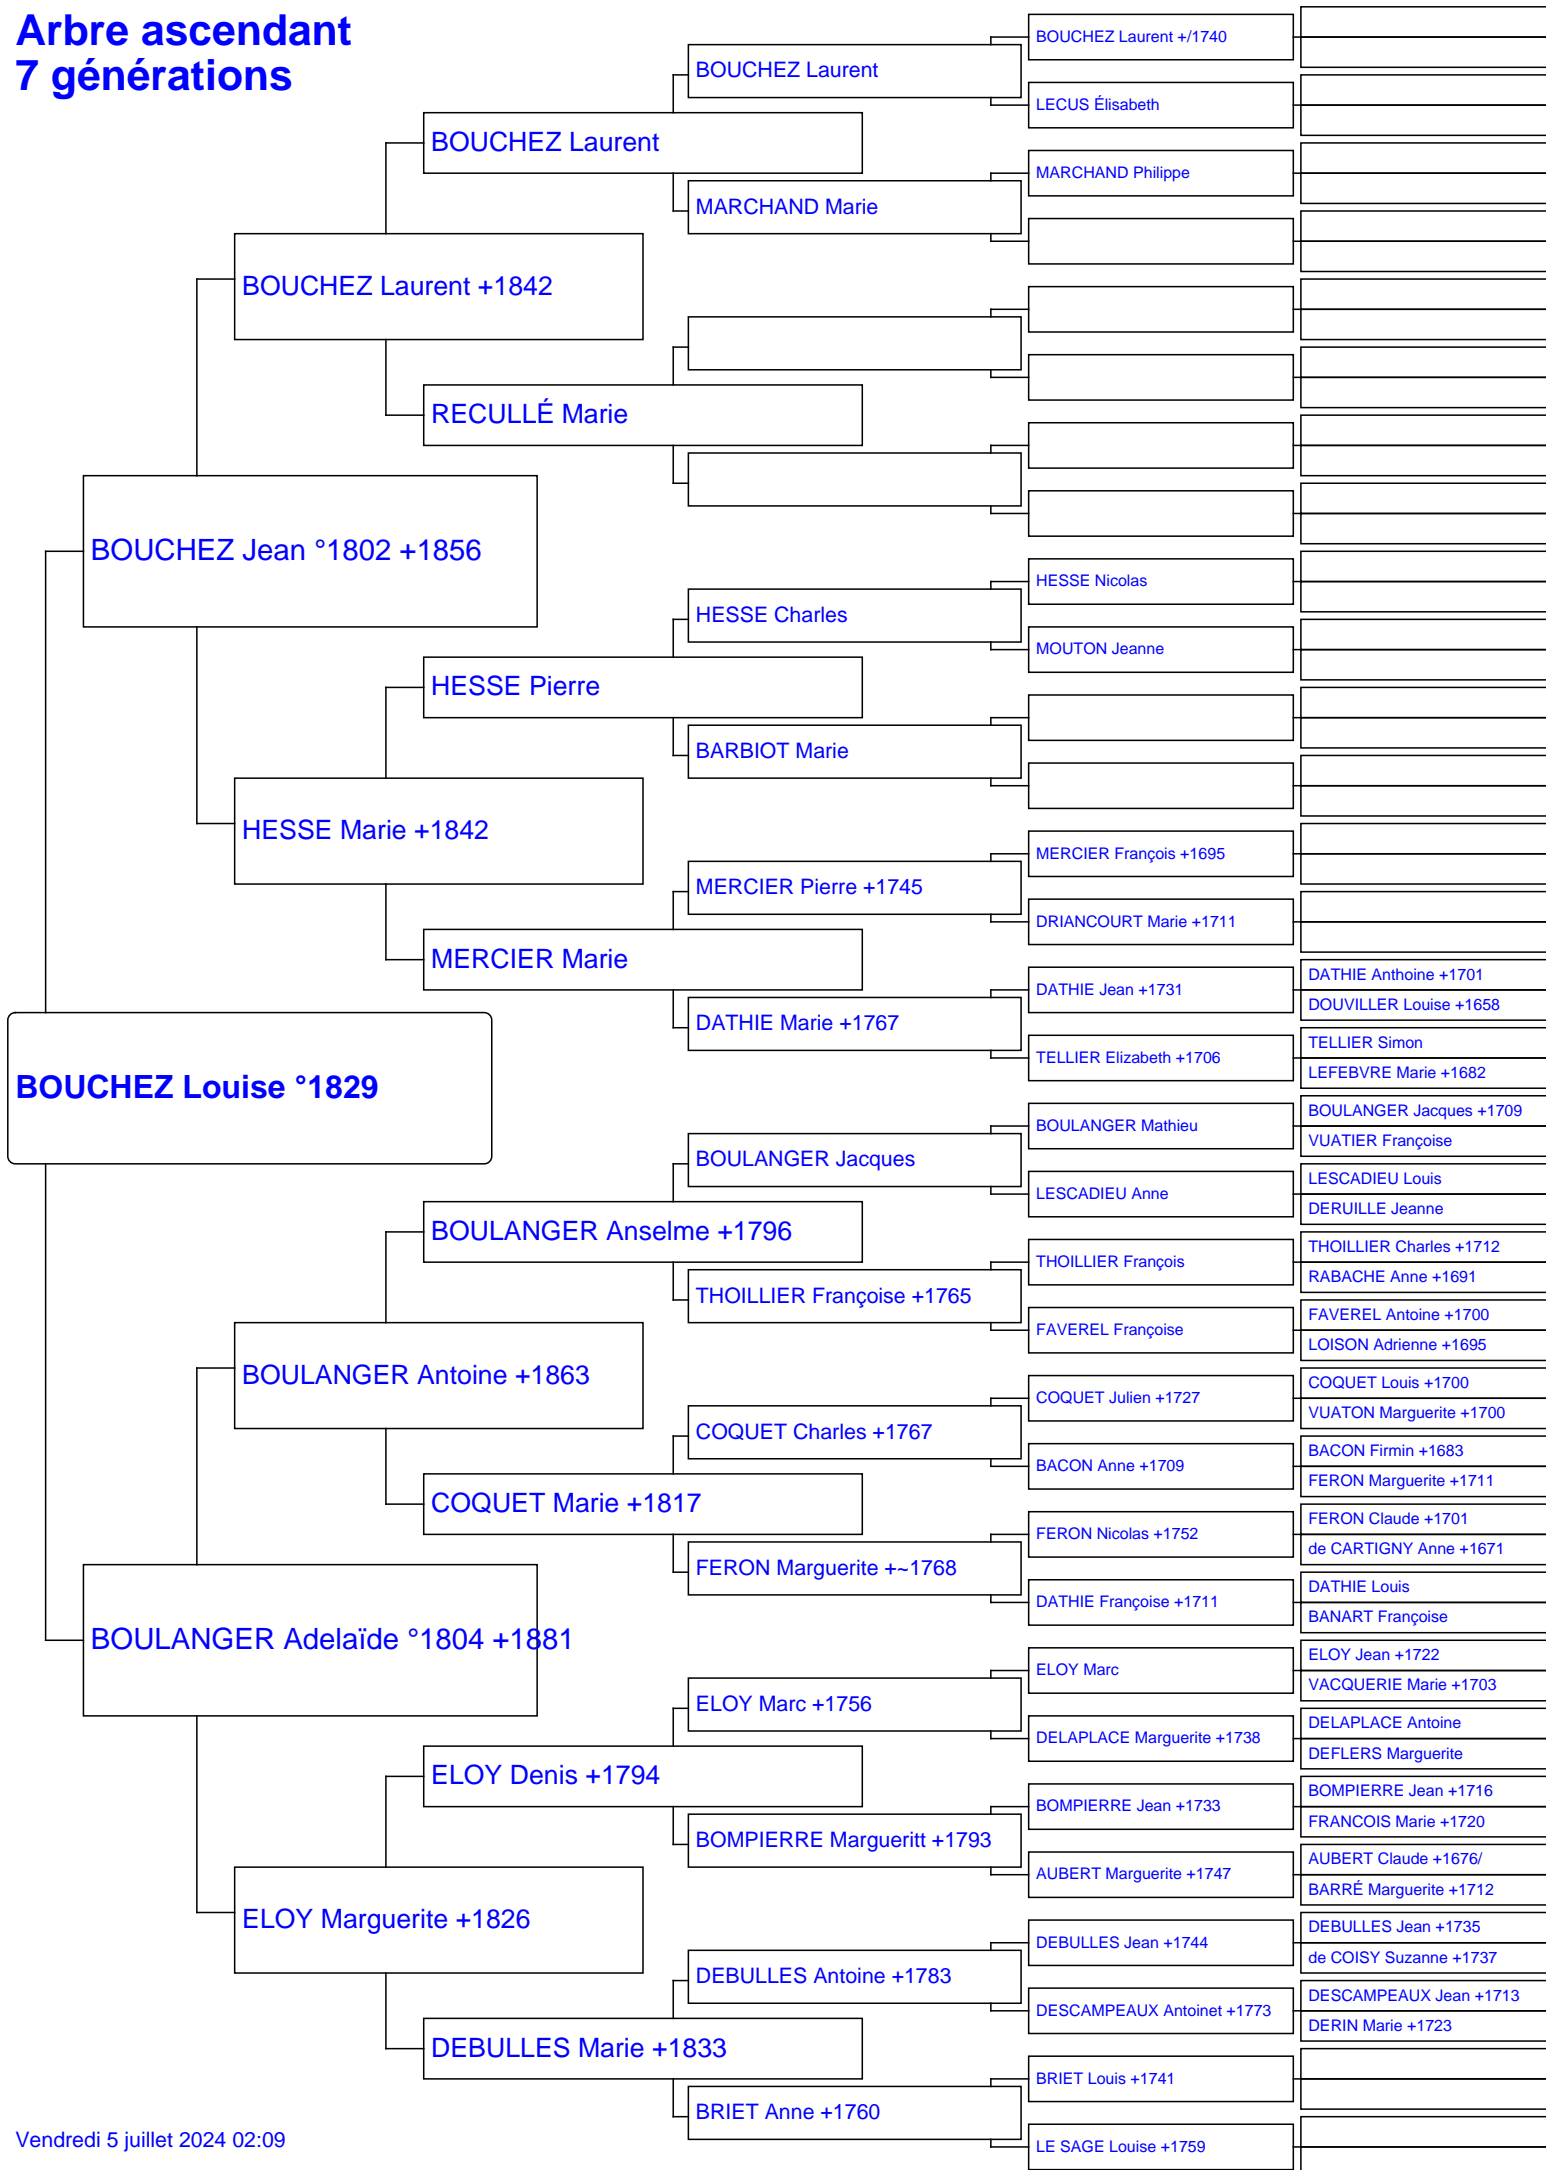 Arbre ascendant
7 générations
BOUCHEZ Louise °1829
BOUCHEZ Jean °1802 +1856
BOULANGER Adelaïde °1804 +1881
BOUCHEZ Laurent +1842
HESSE Marie +1842
BOULANGER Antoine +1863
ELOY Marguerite +1826
BOUCHEZ Laurent
RECULLÉ Marie
HESSE Pierre
MERCIER Marie
BOULANGER Anselme +1796
COQUET Marie +1817
ELOY Denis +1794
DEBULLES Marie +1833
BOUCHEZ Laurent
MARCHAND Marie
HESSE Charles
BARBIOT Marie
MERCIER Pierre +1745
DATHIE Marie +1767
BOULANGER Jacques
THOILLIER Françoise +1765
COQUET Charles +1767
FERON Marguerite +~1768
ELOY Marc +1756
BOMPIERRE Margueritt +1793
DEBULLES Antoine +1783
BRIET Anne +1760
BOUCHEZ Laurent +/1740
LECUS Élisabeth
MARCHAND Philippe
HESSE Nicolas
MOUTON Jeanne
MERCIER François +1695
DRIANCOURT Marie +1711
DATHIE Jean +1731
TELLIER Elizabeth +1706
BOULANGER Mathieu
LESCADIEU Anne
THOILLIER François
FAVEREL Françoise
COQUET Julien +1727
BACON Anne +1709
FERON Nicolas +1752
DATHIE Françoise +1711
ELOY Marc
DELAPLACE Marguerite +1738
BOMPIERRE Jean +1733
AUBERT Marguerite +1747
DEBULLES Jean +1744
DESCAMPEAUX Antoinet +1773
BRIET Louis +1741
LE SAGE Louise +1759
DATHIE Anthoine +1701
DOUVILLER Louise +1658
TELLIER Simon
LEFEBVRE Marie +1682
BOULANGER Jacques +1709
VUATIER Françoise
LESCADIEU Louis
DERUILLE Jeanne
THOILLIER Charles +1712
RABACHE Anne +1691
FAVEREL Antoine +1700
LOISON Adrienne +1695
COQUET Louis +1700
VUATON Marguerite +1700
BACON Firmin +1683
FERON Marguerite +1711
FERON Claude +1701
de CARTIGNY Anne +1671
DATHIE Louis
BANART Françoise
ELOY Jean +1722
VACQUERIE Marie +1703
DELAPLACE Antoine
DEFLERS Marguerite
BOMPIERRE Jean +1716
FRANCOIS Marie +1720
AUBERT Claude +1676/
BARRÉ Marguerite +1712
DEBULLES Jean +1735
de COISY Suzanne +1737
DESCAMPEAUX Jean +1713
DERIN Marie +1723
Vendredi 5 juillet 2024 02:09